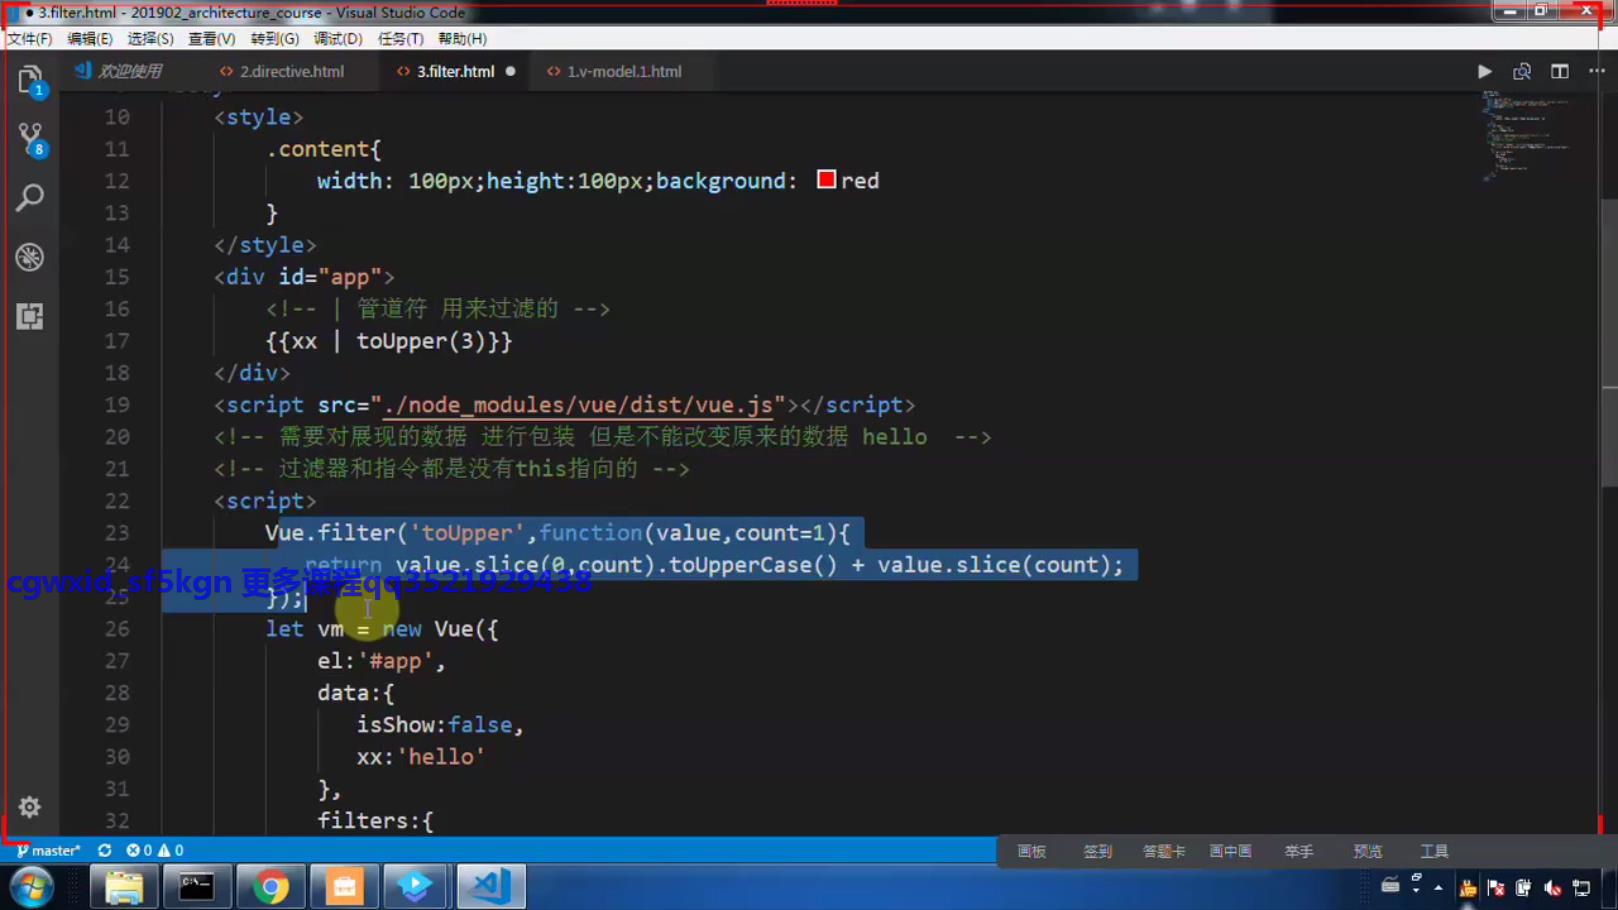 3.filter.html - 201902_architecture_course - Visual Studio Code
文件(F) 编辑(E) 选择(S) 查看(V) 转到(G) 调试(D) 任务(T) 帮助(H)
欢迎使用 2.directive.html 3.filter.html 1.v-model.1.html
1
8
10 <style>
11 .content{
12 width: 100px;height:100px;background: red
13 }
14 </style>
15 <div id="app">
16 <!-- | 管道符 用来过滤的 -->
17 {{xx | toUpper(3)}}
18 </div>
19 <script src="./node_modules/vue/dist/vue.js"></script>
20 <!-- 需要对展现的数据 进行包装 但是不能改变原来的数据 hello -->
21 <!-- 过滤器和指令都是没有this指向的 -->
22 <script>
23 Vue.filter('toUpper',function(value,count=1){
24 return value.slice(0,count).toUpperCase() + value.slice(count);
cgwxid_sf5kgn 更多课程qq3521929438
25 });
26 let vm = new Vue({
27 el:'#app',
28 data:{
29 isShow:false,
30 xx:'hello'
31 },
32 filters:{
master* 0 0
画板 签到 答题卡 画中画 举手 预览 工具